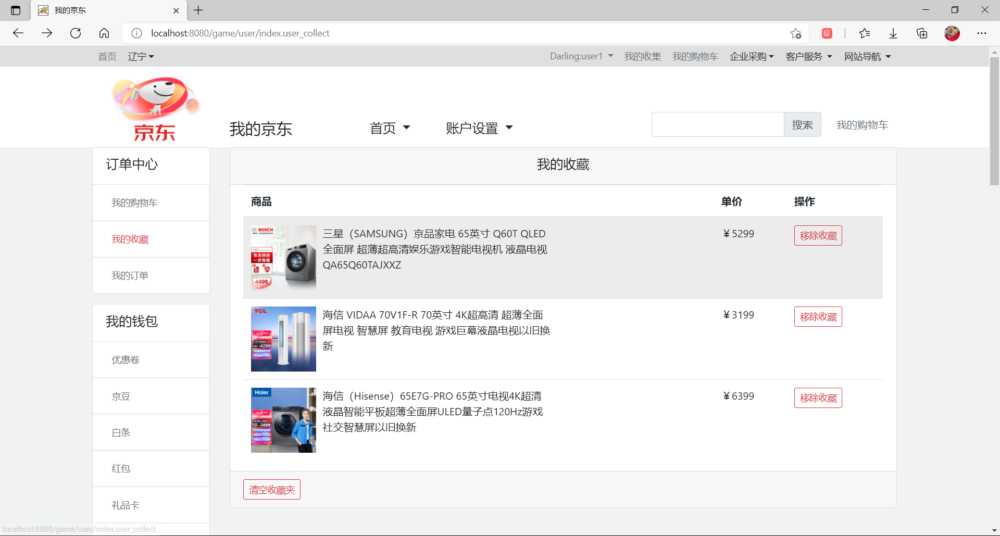 我的京东
localhost:8080/game/user/index.user_collect
惠
首页
辽宁
Darling:user1
我的收集
我的购物车
企业采购
客户服务
网站导航
京东
我的京东
首页
账户设置
搜索
我的购物车
订单中心
我的购物车
我的收藏
我的订单
我的钱包
优惠卷
京豆
白条
红包
礼品卡
我的收藏
商品
单价
操作
BOSCH
免洗快烘
一步除菌
4499
三星（SAMSUNG）京品家电 65英寸 Q60T QLED
全面屏 超薄超高清娱乐游戏智能电视机 液晶电视
QA65Q60TAJXXZ
￥5299
移除收藏
TCL
4299
海信 VIDAA 70V1F-R 70英寸 4K超高清 超薄全面
屏电视 智慧屏 教育电视 游戏巨幕液晶电视以旧换
新
￥3199
移除收藏
Haier
2499
海信（Hisense）65E7G-PRO 65英寸电视4K超清
液晶智能平板超薄全面屏ULED量子点120Hz游戏
社交智慧屏以旧换新
￥6399
移除收藏
清空收藏夹
localhost:8080/game/user/index.user_collect